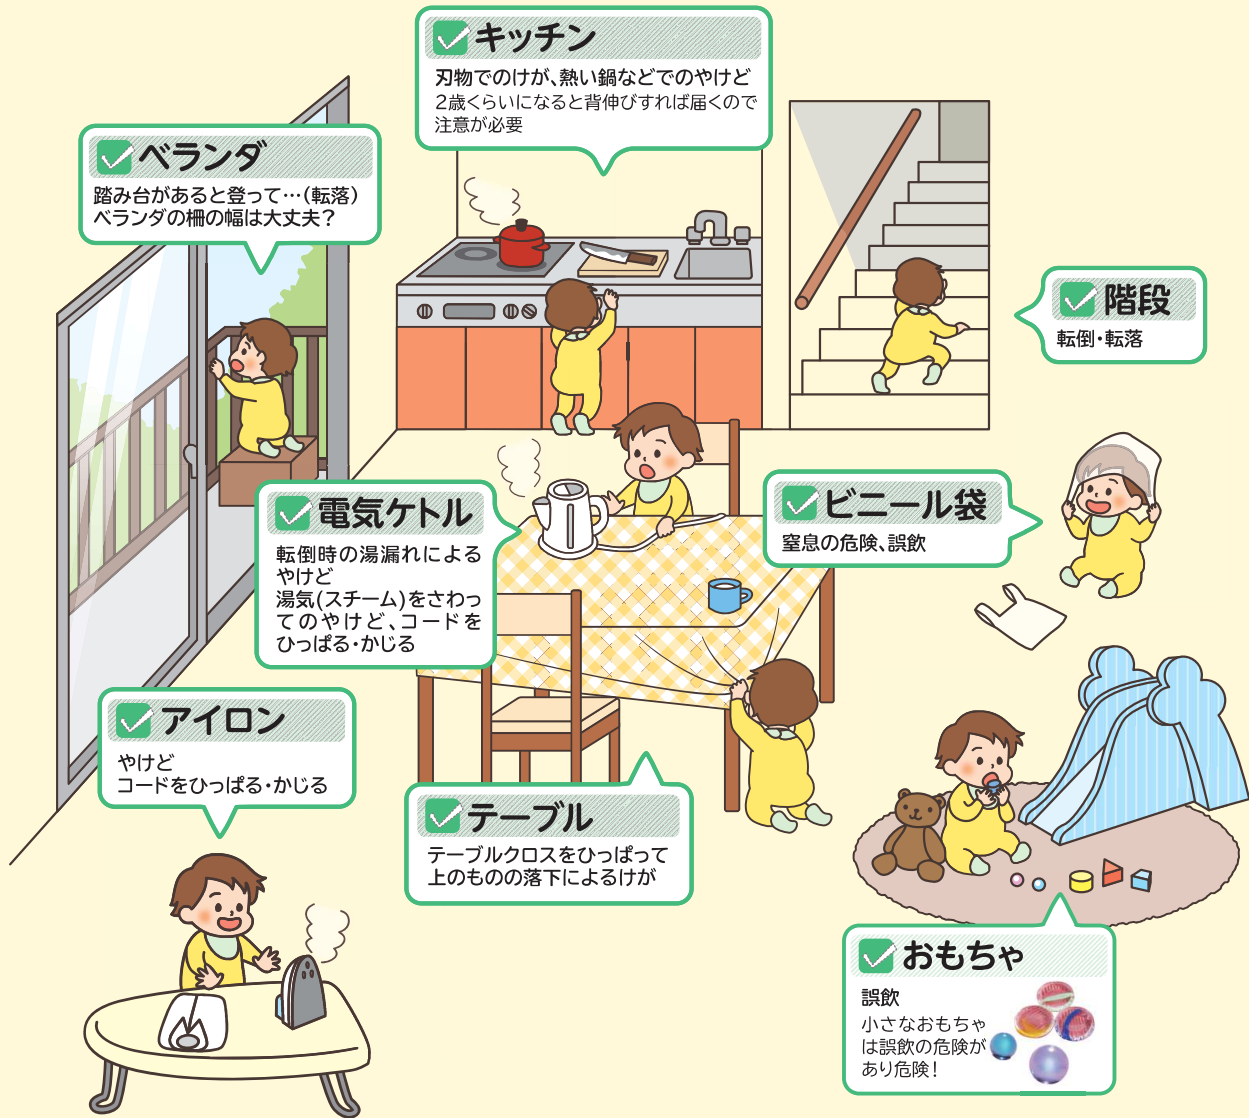 キッチン
刃物でのけが、熱い鍋などでのやけど
2歳くらいになると背伸びすれば届くので
注意が必要
ベランダ
踏み台があると登って…(転落)
ベランダの柵の幅は大丈夫?
階段
転倒・転落
電気ケトル
転倒時の湯漏れによる
やけど
湯気(スチーム)をさわっ
てのやけど、コードを
ひっぱる・かじる
ビニール袋
窒息の危険、誤飲
アイロン
やけど
コードをひっぱる・かじる
テーブル
テーブルクロスをひっぱって
上のものの落下によるけが
おもちゃ
誤飲
小さなおもちゃ
は誤飲の危険が
あり危険!